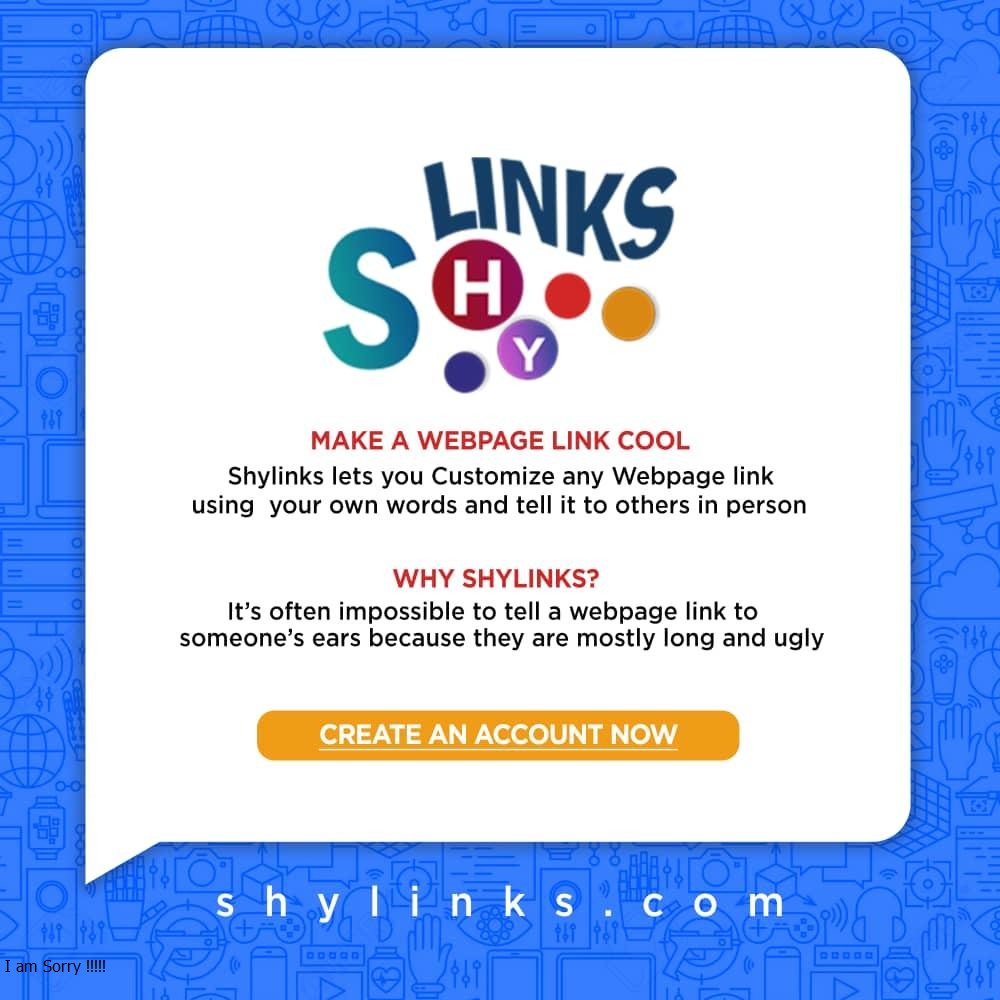 LINKS
SHY
MAKE A WEBPAGE LINK COOL
Shylinks lets you Customize any Webpage link
using  your own words and tell it to others in person
WHY SHYLINKS?
It's often impossible to tell a webpage link to
someone's ears because they are mostly long and ugly
CREATE AN ACCOUNT NOW
shylinks.com
I am Sorry !!!!!